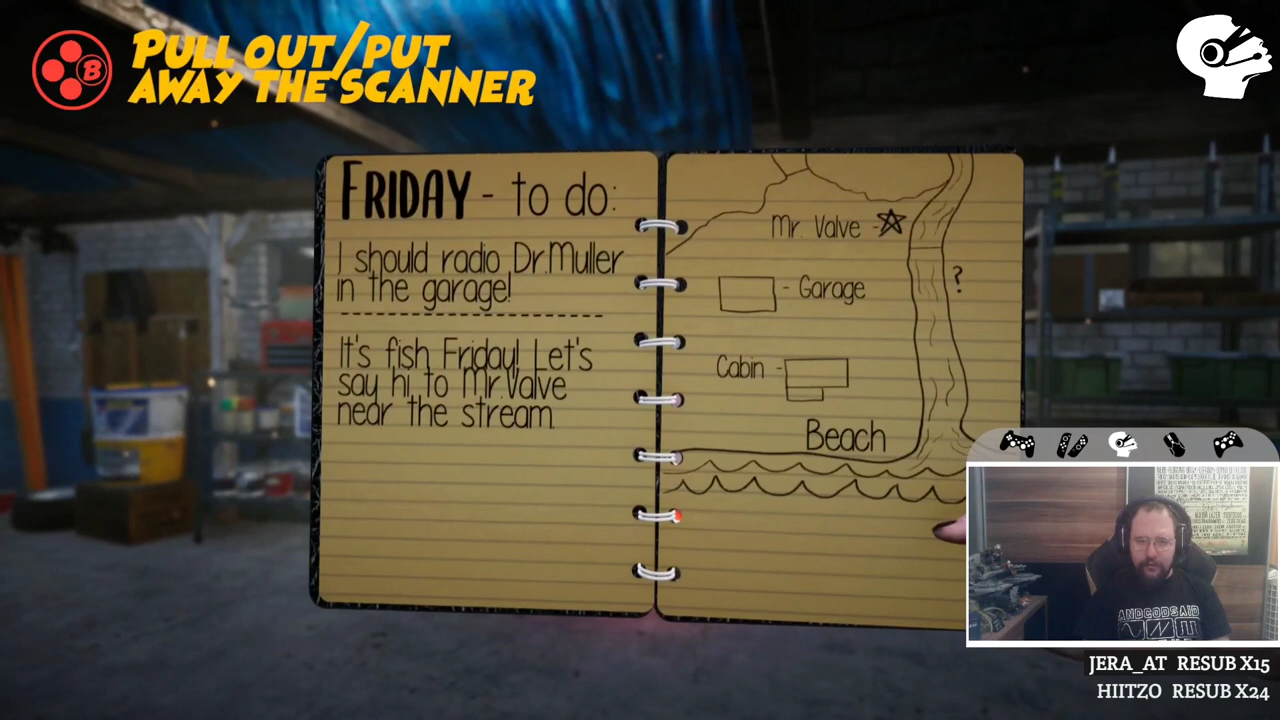 B
PULL OUT/PUT
AWAY THE SCANNER
FRIDAY - to do:
I should radio Dr.Muller
in the garage!
It's fish Friday! Let's
say hi to Mr.Valve
near the stream.
Mr. Valve -
?
- Garage
Cabin -
Beach
ANDGODSAID
JERA_AT RESUB X15
HIITZO RESUB X24